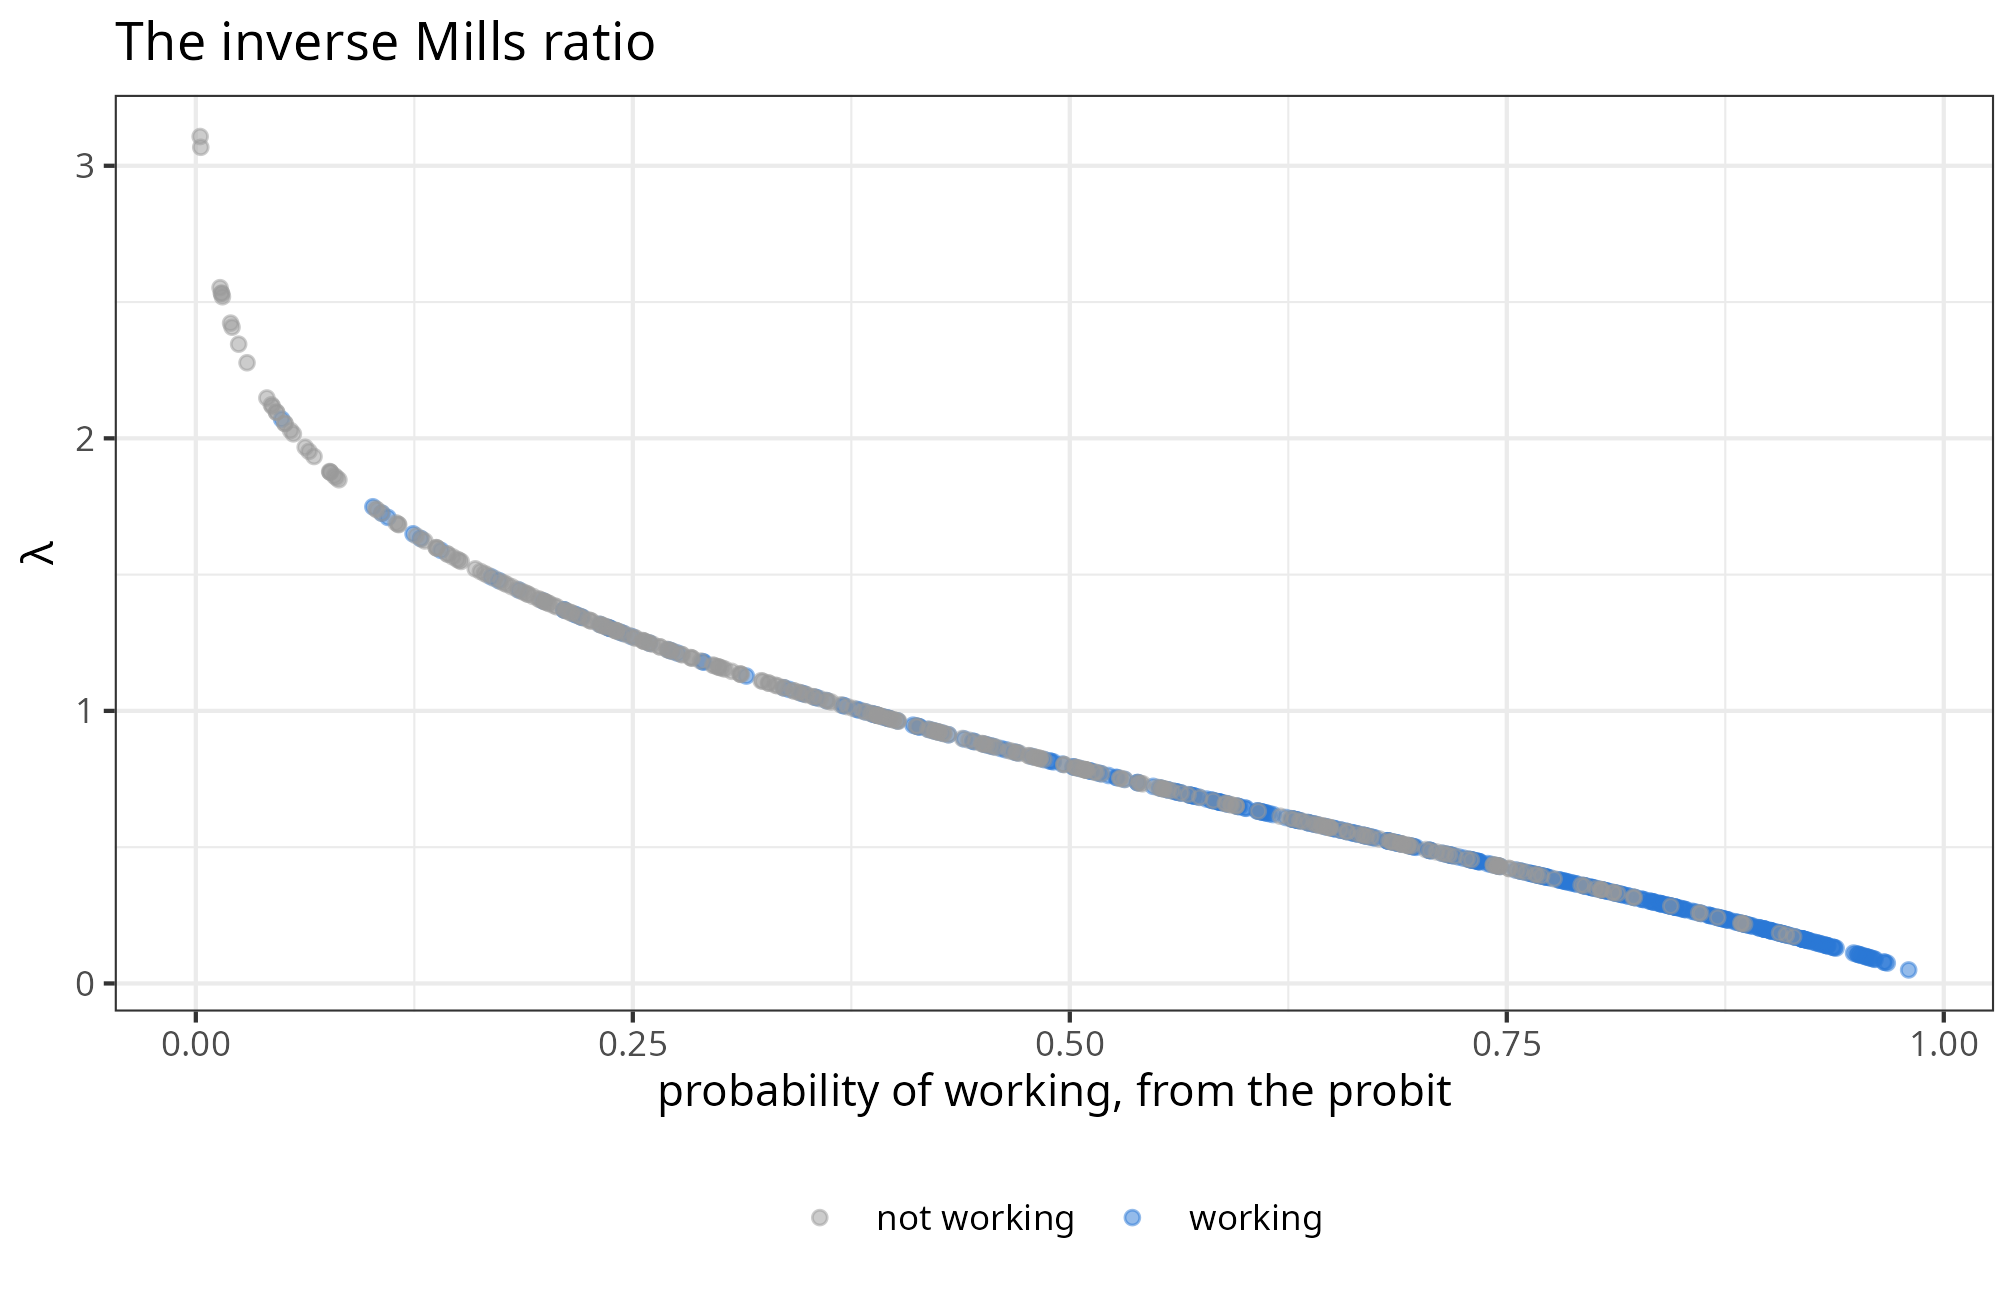 The inverse Mills ratio
3
2
1
0
λ
0.00 0.25 0.50 0.75 1.00
probability of working, from the probit
not working working